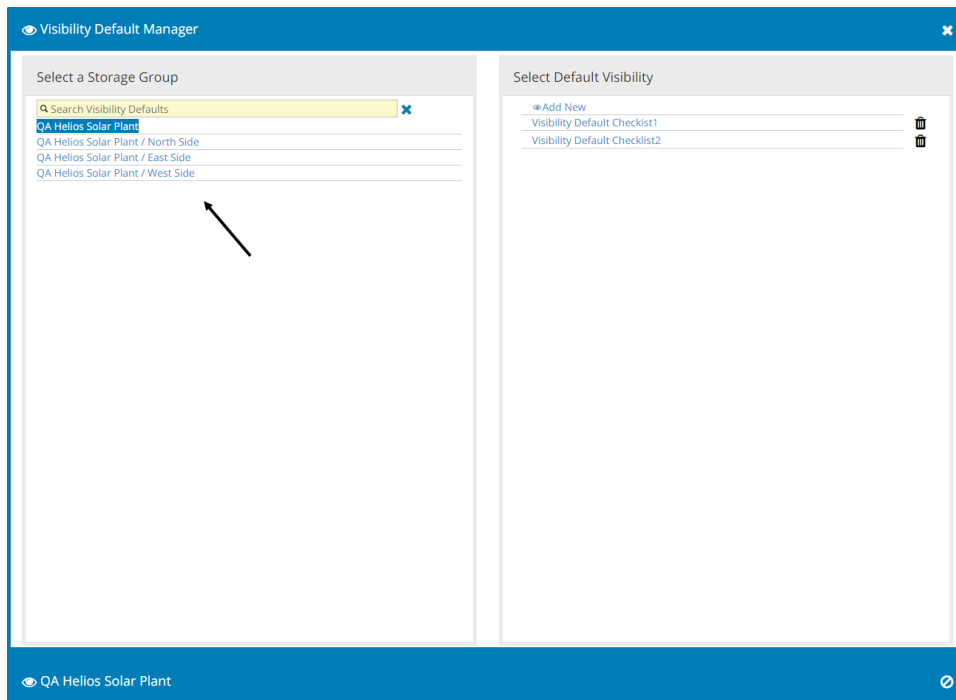 Visibility Default Manager
Select a Storage Group
Search Visibility Defaults
QA Helios Solar Plant
QA Helios Solar Plant / North Side
QA Helios Solar Plant / East Side
QA Helios Solar Plant / West Side
Select Default Visibility
Add New
Visibility Default Checkist1
Visibility Default Checklist2
QA Helios Solar Plant